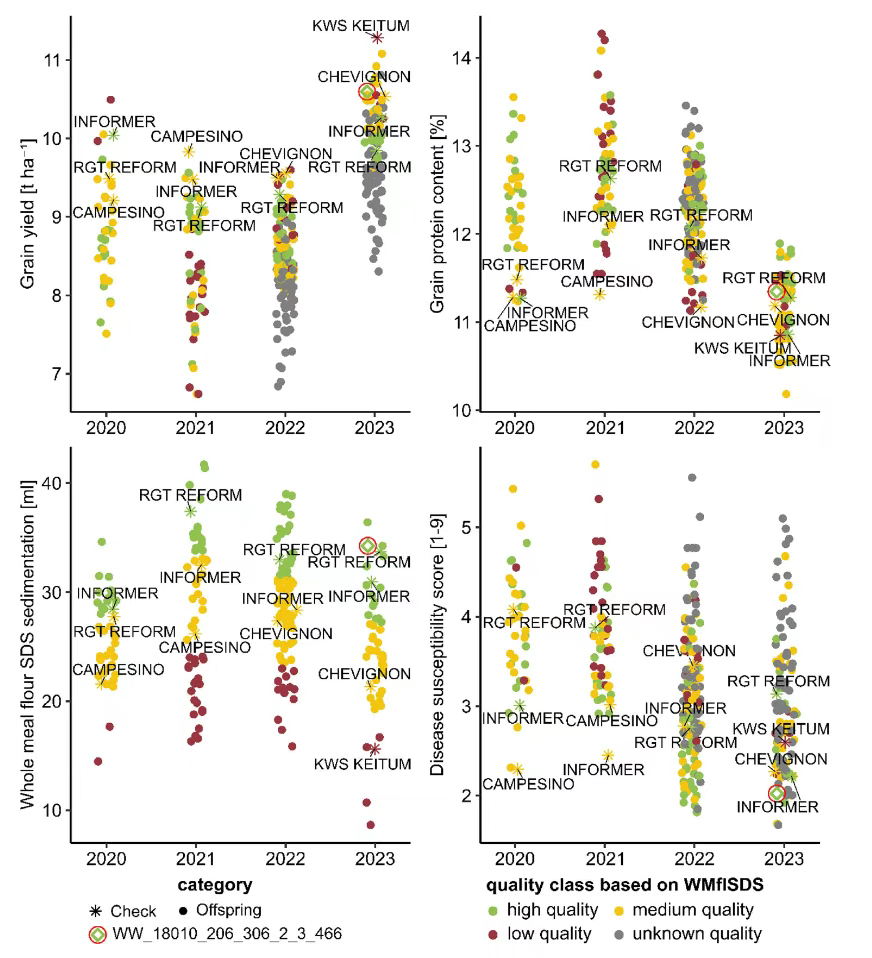 Grain yield [t ha⁻¹]
11
10
9
8
7
KWS KEITUM
CHEVIGNON
INFORMER
RGT REFORM
INFORMER
RGT REFORM
CAMPESINO
CAMPESINO
INFORMER
RGT REFORM
CHEVIGNON
INFORMER
RGT REFORM
2020 2021 2022 2023
Grain protein content [%]
14
13
12
11
10
RGT REFORM
INFORMER
CAMPESINO
RGT REFORM
INFORMER
CAMPESINO
RGT REFORM
INFORMER
CHEVIGNON
RGT REFORM
CHEVIGNON
KWS KEITUM
INFORMER
2020 2021 2022 2023
Whole meal flour SDS sedimentation [ml]
40
30
20
10
INFORMER
RGT REFORM
CAMPESINO
RGT REFORM
INFORMER
CAMPESINO
RGT REFORM
INFORMER
CHEVIGNON
RGT REFORM
INFORMER
CHEVIGNON
KWS KEITUM
2020 2021 2022 2023
Disease susceptibility score [1-9]
5
4
3
2
RGT REFORM
INFORMER
CAMPESINO
RGT REFORM
CAMPESINO
INFORMER
CHEVIGNON
INFORMER
RGT REFORM
RGT REFORM
KWS KEITUM
CHEVIGNON
INFORMER
2020 2021 2022 2023
category
Check Offspring
WW_18010_206_306_2_3_466
quality class based on WMflSDS
high quality medium quality
low quality unknown quality